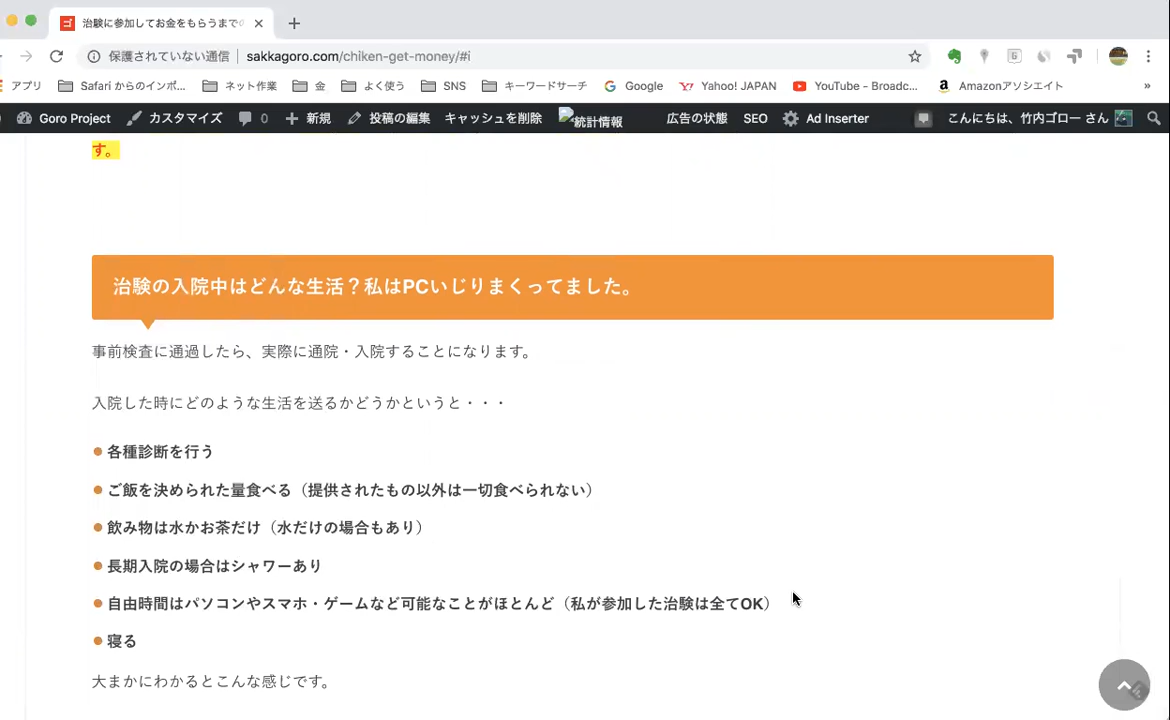 治験に参加してお金をもらうまでの
保護されていない通信 sakkagoro.com/chiken-get-money/#i
アプリ Safari からのインポ... ネット作業 金 よく使う SNS キーワードサーチ Google Yahoo! JAPAN YouTube - Broadc... Amazonアソシエイト »
Goro Project カスタマイズ 0 新規 投稿の編集 キャッシュを削除 統計情報 広告の状態 SEO Ad Inserter こんにちは、竹内ゴロー さん
す。
治験の入院中はどんな生活？私はPCいじりまくってました。
事前検査に通過したら、実際に通院・入院することになります。
入院した時にどのような生活を送るかどうかというと・・・
各種診断を行う
ご飯を決められた量食べる（提供されたもの以外は一切食べられない）
飲み物は水かお茶だけ（水だけの場合もあり）
長期入院の場合はシャワーあり
自由時間はパソコンやスマホ・ゲームなど可能なことがほとんど（私が参加した治験は全てOK）
寝る
大まかにわかるとこんな感じです。